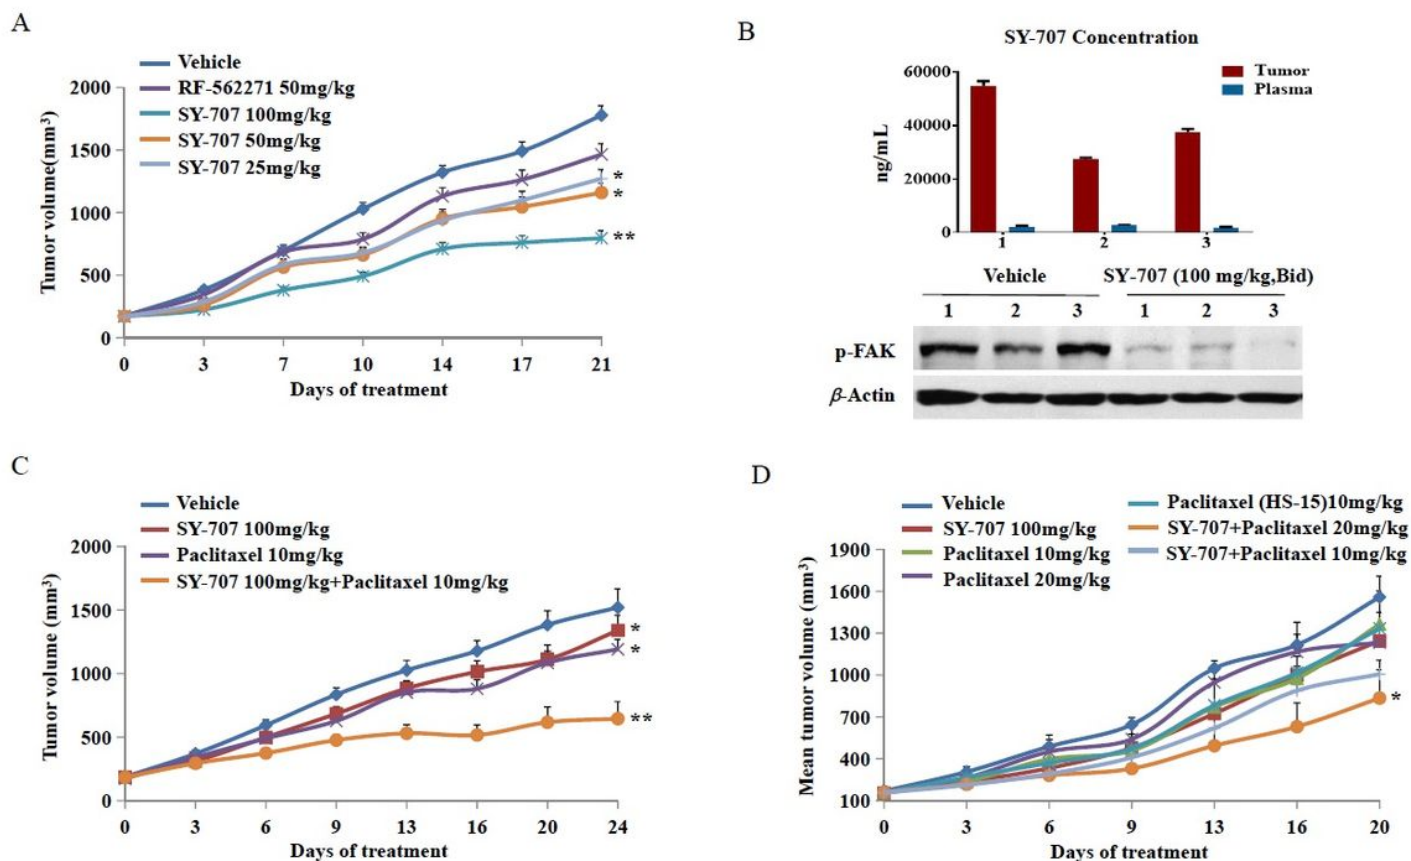 A
Vehicle
RF-562271 50mg/kg
SY-707 100mg/kg
SY-707 50mg/kg
SY-707 25mg/kg
2000
1500
1000
500
0
Tumor volume(mm³)
*
*
**
0 3 7 10 14 17 21
Days of treatment
B
SY-707 Concentration
Tumor
Plasma
60000
40000
20000
0
ng/mL
1 2 3
Vehicle SY-707 (100 mg/kg,Bid)
1 2 3 1 2 3
p-FAK
β-Actin
C
Vehicle
SY-707 100mg/kg
Paclitaxel 10mg/kg
SY-707 100mg/kg+Paclitaxel 10mg/kg
2000
1500
1000
500
0
Tumor volume (mm³)
*
*
**
0 3 6 9 13 16 20 24
Days of treatment
D
Vehicle
SY-707 100mg/kg
Paclitaxel 10mg/kg
Paclitaxel 20mg/kg
Paclitaxel (HS-15)10mg/kg
SY-707+Paclitaxel 20mg/kg
SY-707+Paclitaxel 10mg/kg
1900
1600
1300
1000
700
400
100
Mean tumor volume (mm³)
*
0 3 6 9 13 16 20
Days of treatment